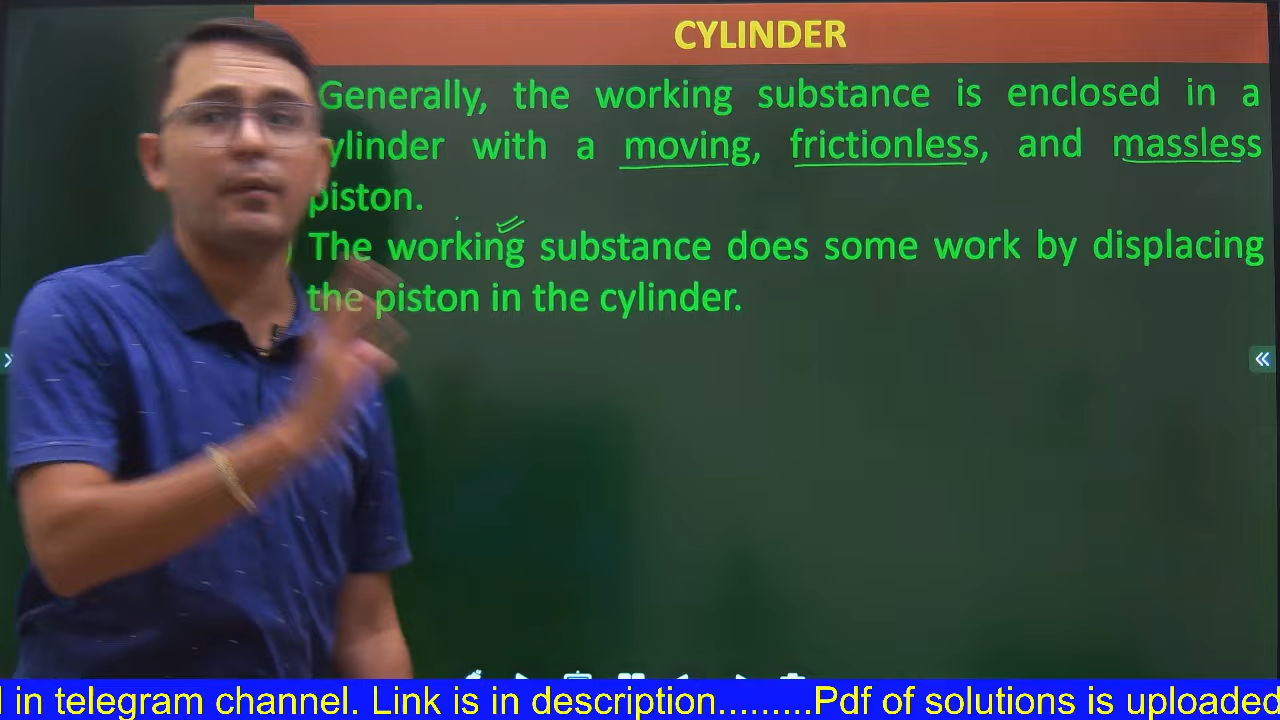 CYLINDER
Generally, the working substance is enclosed in a
ylinder with a moving, frictionless, and massless
piston.
The working substance does some work by displacing
the piston in the cylinder.
in telegram channel. Link is in description.........Pdf of solutions is uploaded